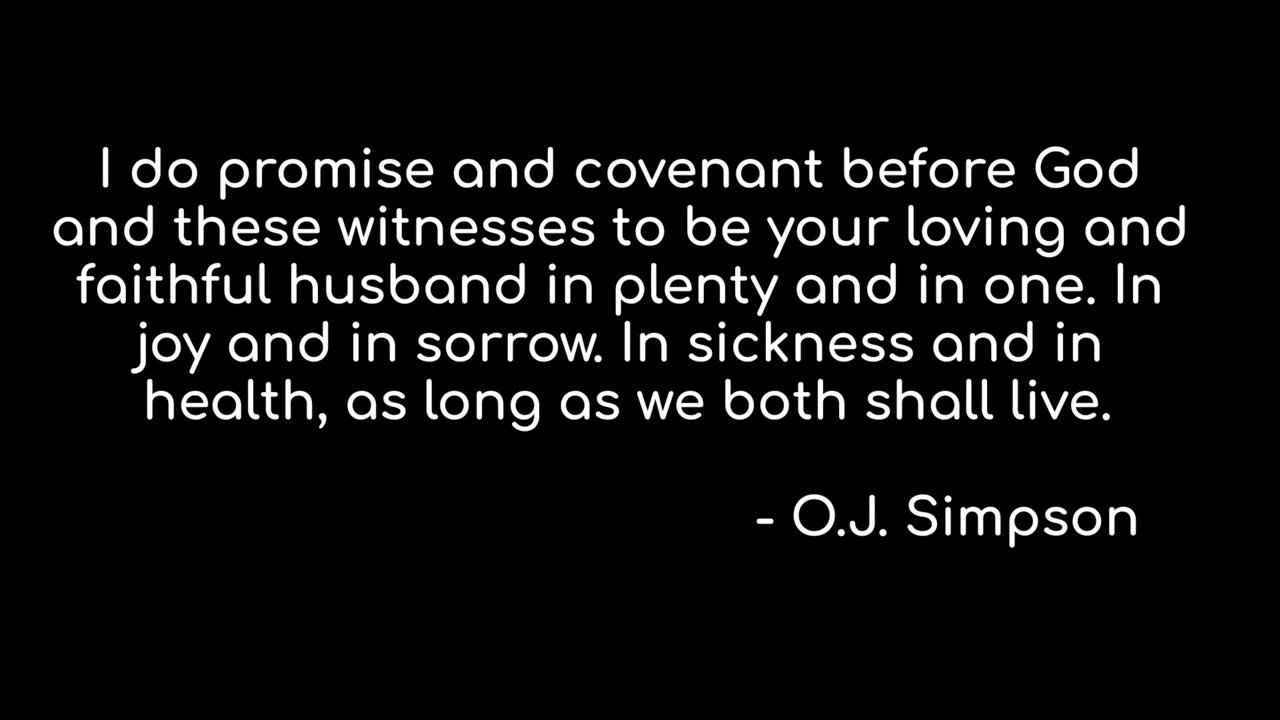 I do promise and covenant before God
and these witnesses to be your loving and
faithful husband in plenty and in one. In
joy and in sorrow. In sickness and in
health, as long as we both shall live.
- O.J. Simpson